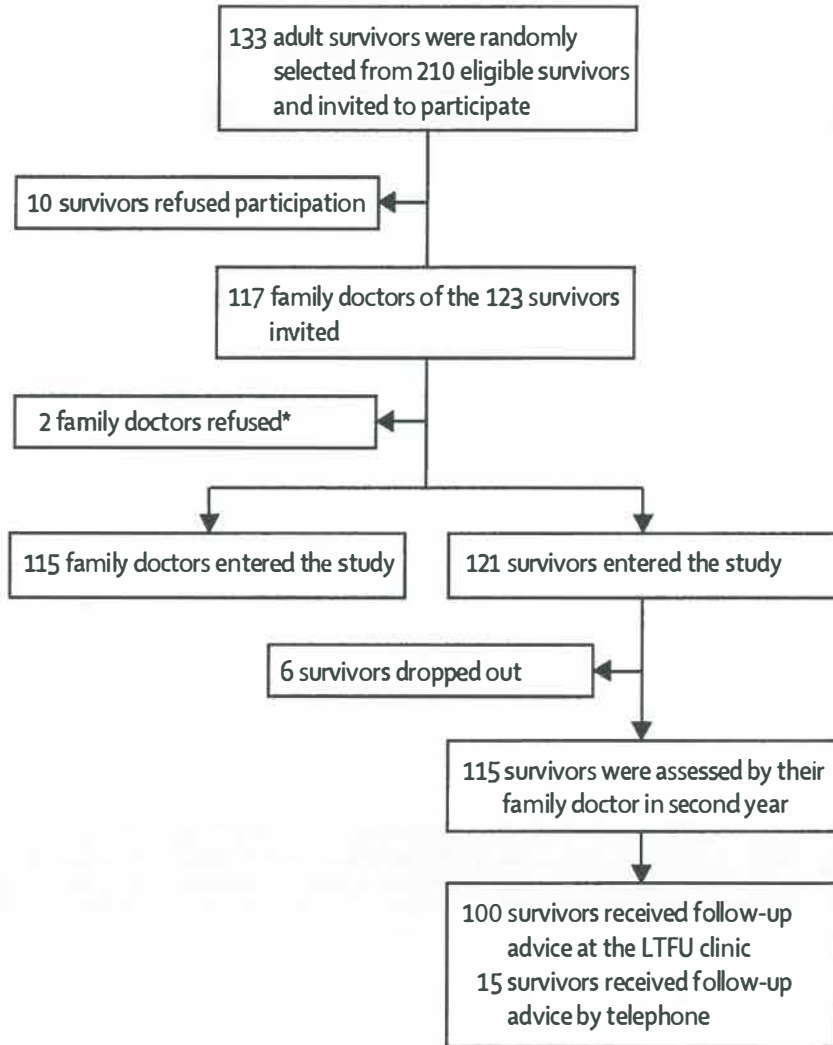 133 adult survivors were randomly
selected from 210 eligible survivors
and invited to participate
10 survivors refused participation
117 family doctors of the 123 survivors
invited
2 family doctors refused*
115 family doctors entered the study
121 survivors entered the study
6 survivors dropped out
115 survivors were assessed by their
family doctor in second year
100 survivors received follow-up
advice at the LTFU clinic
15 survivors received follow-up
advice by telephone